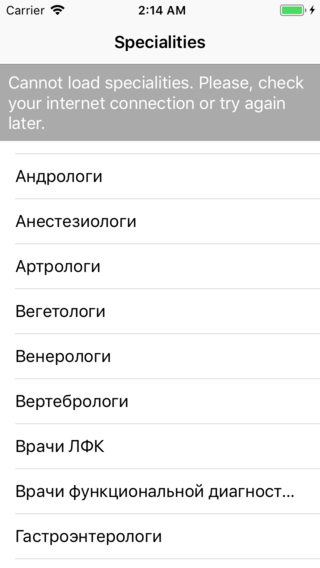 Carrier 2:14 AM
Specialities
Cannot load specialities. Please, check
your internet connection or try again
later.
Андрологи
Анестезиологи
Артрологи
Вегетологи
Венерологи
Вертебрологи
Врачи ЛФК
Врачи функциональной диагност...
Гастроэнтерологи